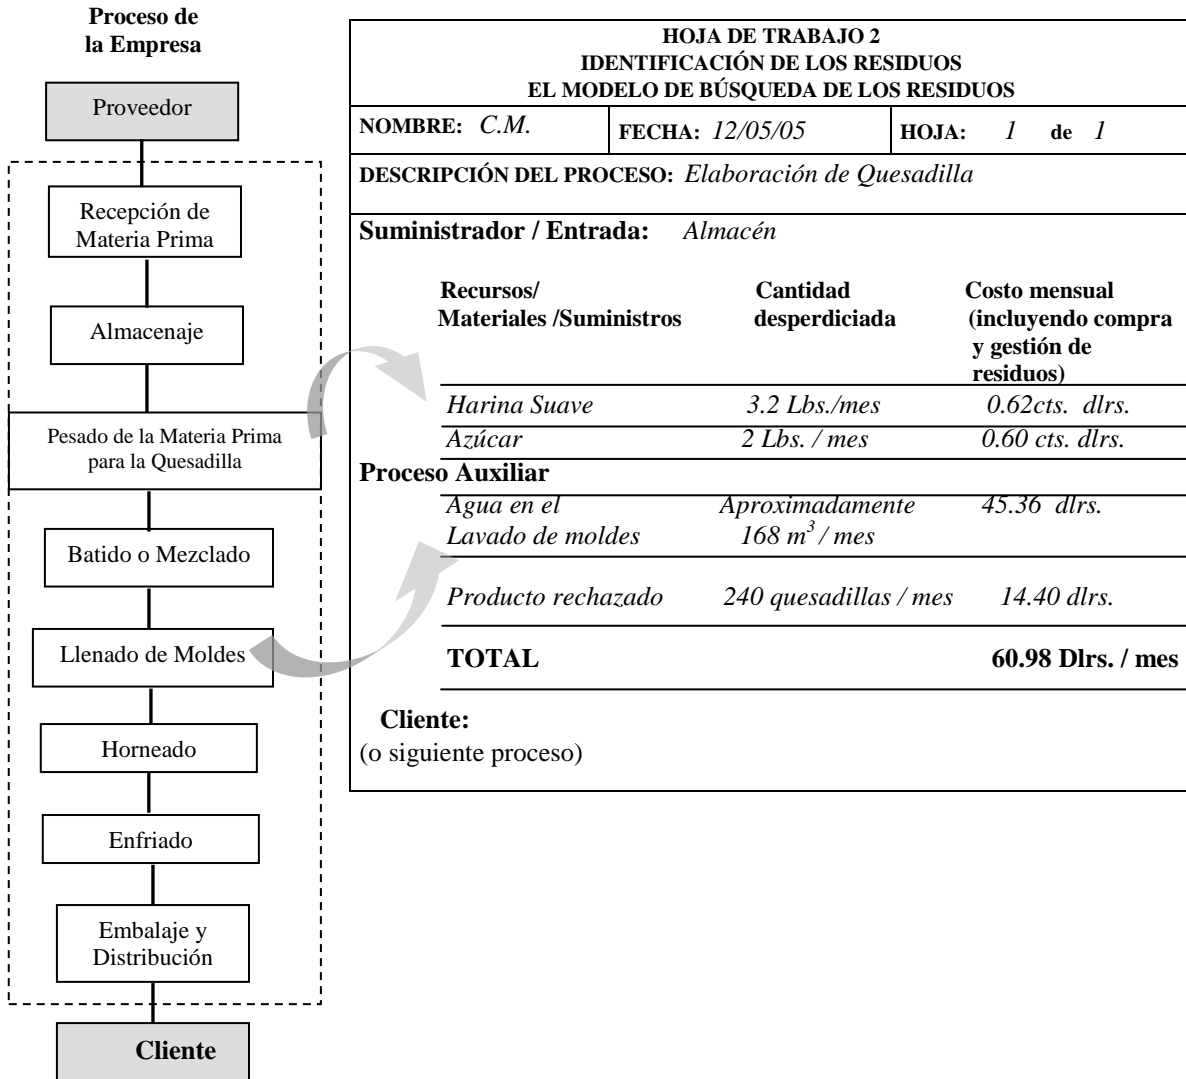 Proceso de
la Empresa
Proveedor
Recepción de
Materia Prima
Almacenaje
Pesado de la Materia Prima
para la Quesadilla
Batido o Mezclado
Llenado de Moldes
Horneado
Enfriado
Embalaje y
Distribución
Cliente
HOJA DE TRABAJO 2
IDENTIFICACIÓN DE LOS RESIDUOS
EL MODELO DE BÚSQUEDA DE LOS RESIDUOS
NOMBRE: C.M. FECHA: 12/05/05 HOJA: 1 de 1
DESCRIPCIÓN DEL PROCESO: Elaboración de Quesadilla
Suministrador / Entrada: Almacén
Recursos/ Cantidad Costo mensual
Materiales /Suministros desperdiciada (incluyendo compra
y gestión de
residuos)
Harina Suave 3.2 Lbs./mes 0.62cts. dlrs.
Azúcar 2 Lbs. / mes 0.60 cts. dlrs.
Proceso Auxiliar
Agua en el Aproximadamente 45.36 dlrs.
Lavado de moldes 168 m³ / mes
Producto rechazado 240 quesadillas / mes 14.40 dlrs.
TOTAL 60.98 Dlrs. / mes
Cliente:
(o siguiente proceso)